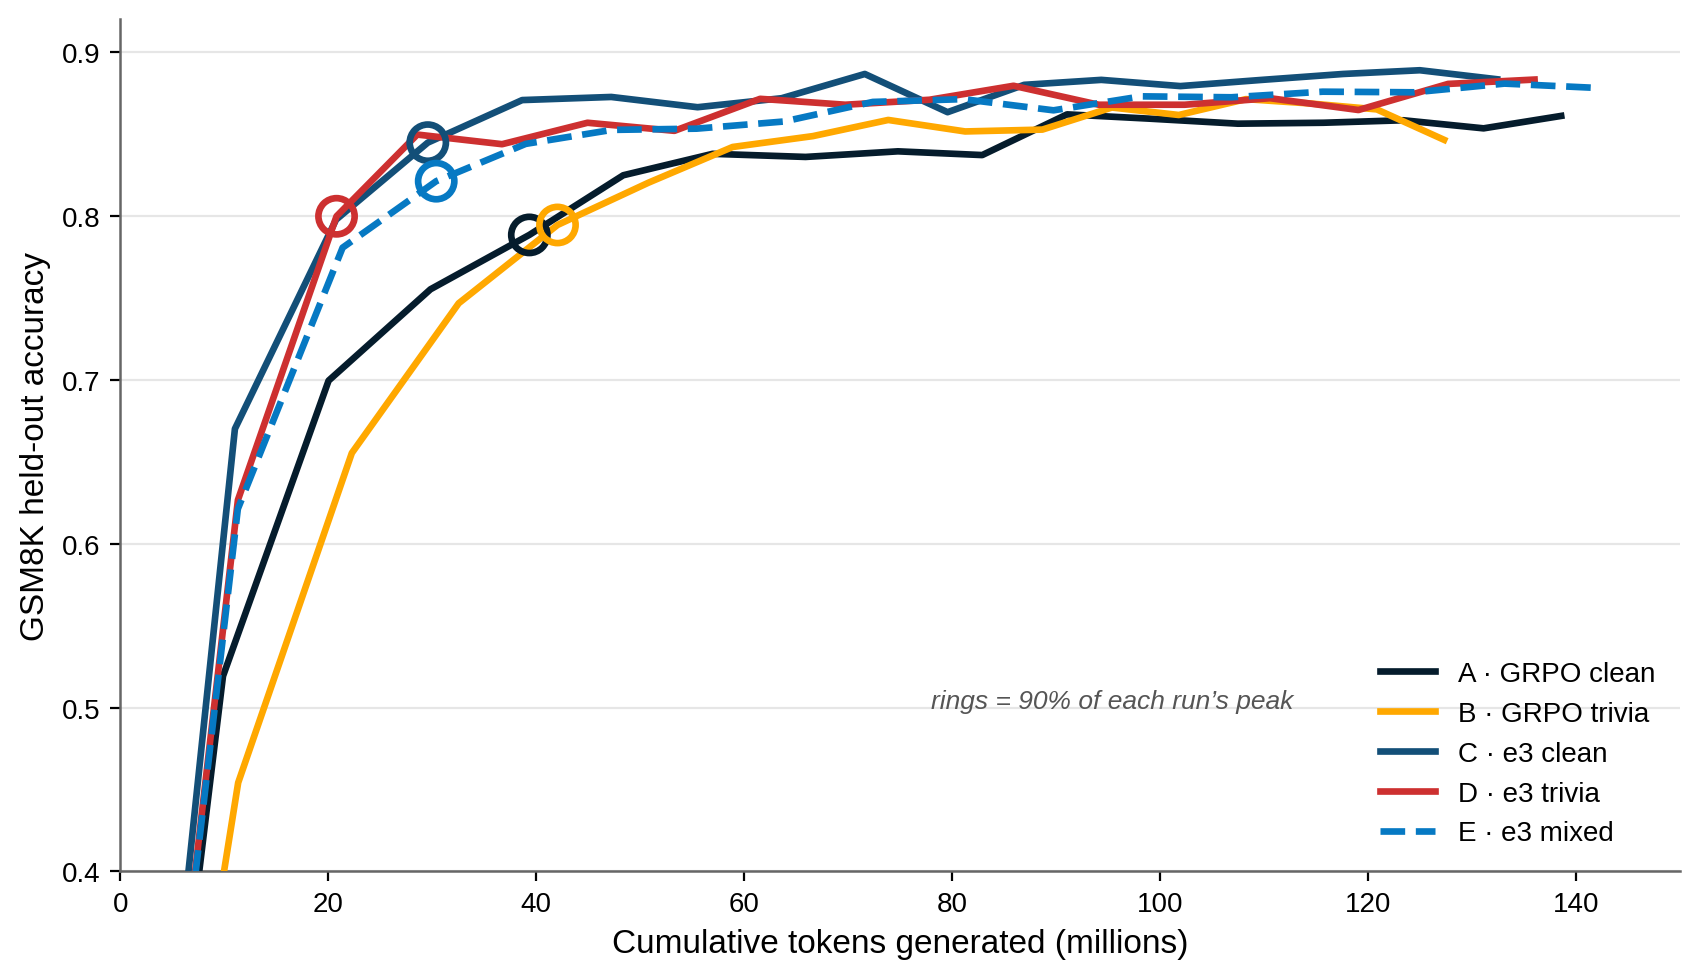 0.9
0.8
0.7
0.6
0.5
0.4
GSM8K held-out accuracy
rings = 90% of each run’s peak
A · GRPO clean
B · GRPO trivia
C · e3 clean
D · e3 trivia
E · e3 mixed
0 20 40 60 80 100 120 140
Cumulative tokens generated (millions)